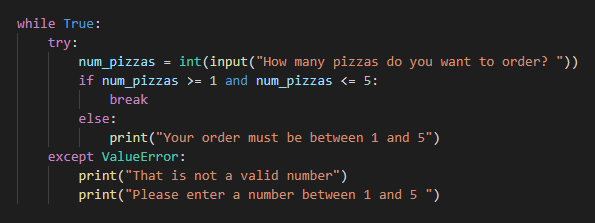 while True:
    try:
        num_pizzas = int(input("How many pizzas do you want to order? "))
        if num_pizzas >= 1 and num_pizzas <= 5:
            break
        else:
            print("Your order must be between 1 and 5")
    except ValueError:
        print("That is not a valid number")
        print("Please enter a number between 1 and 5 ")